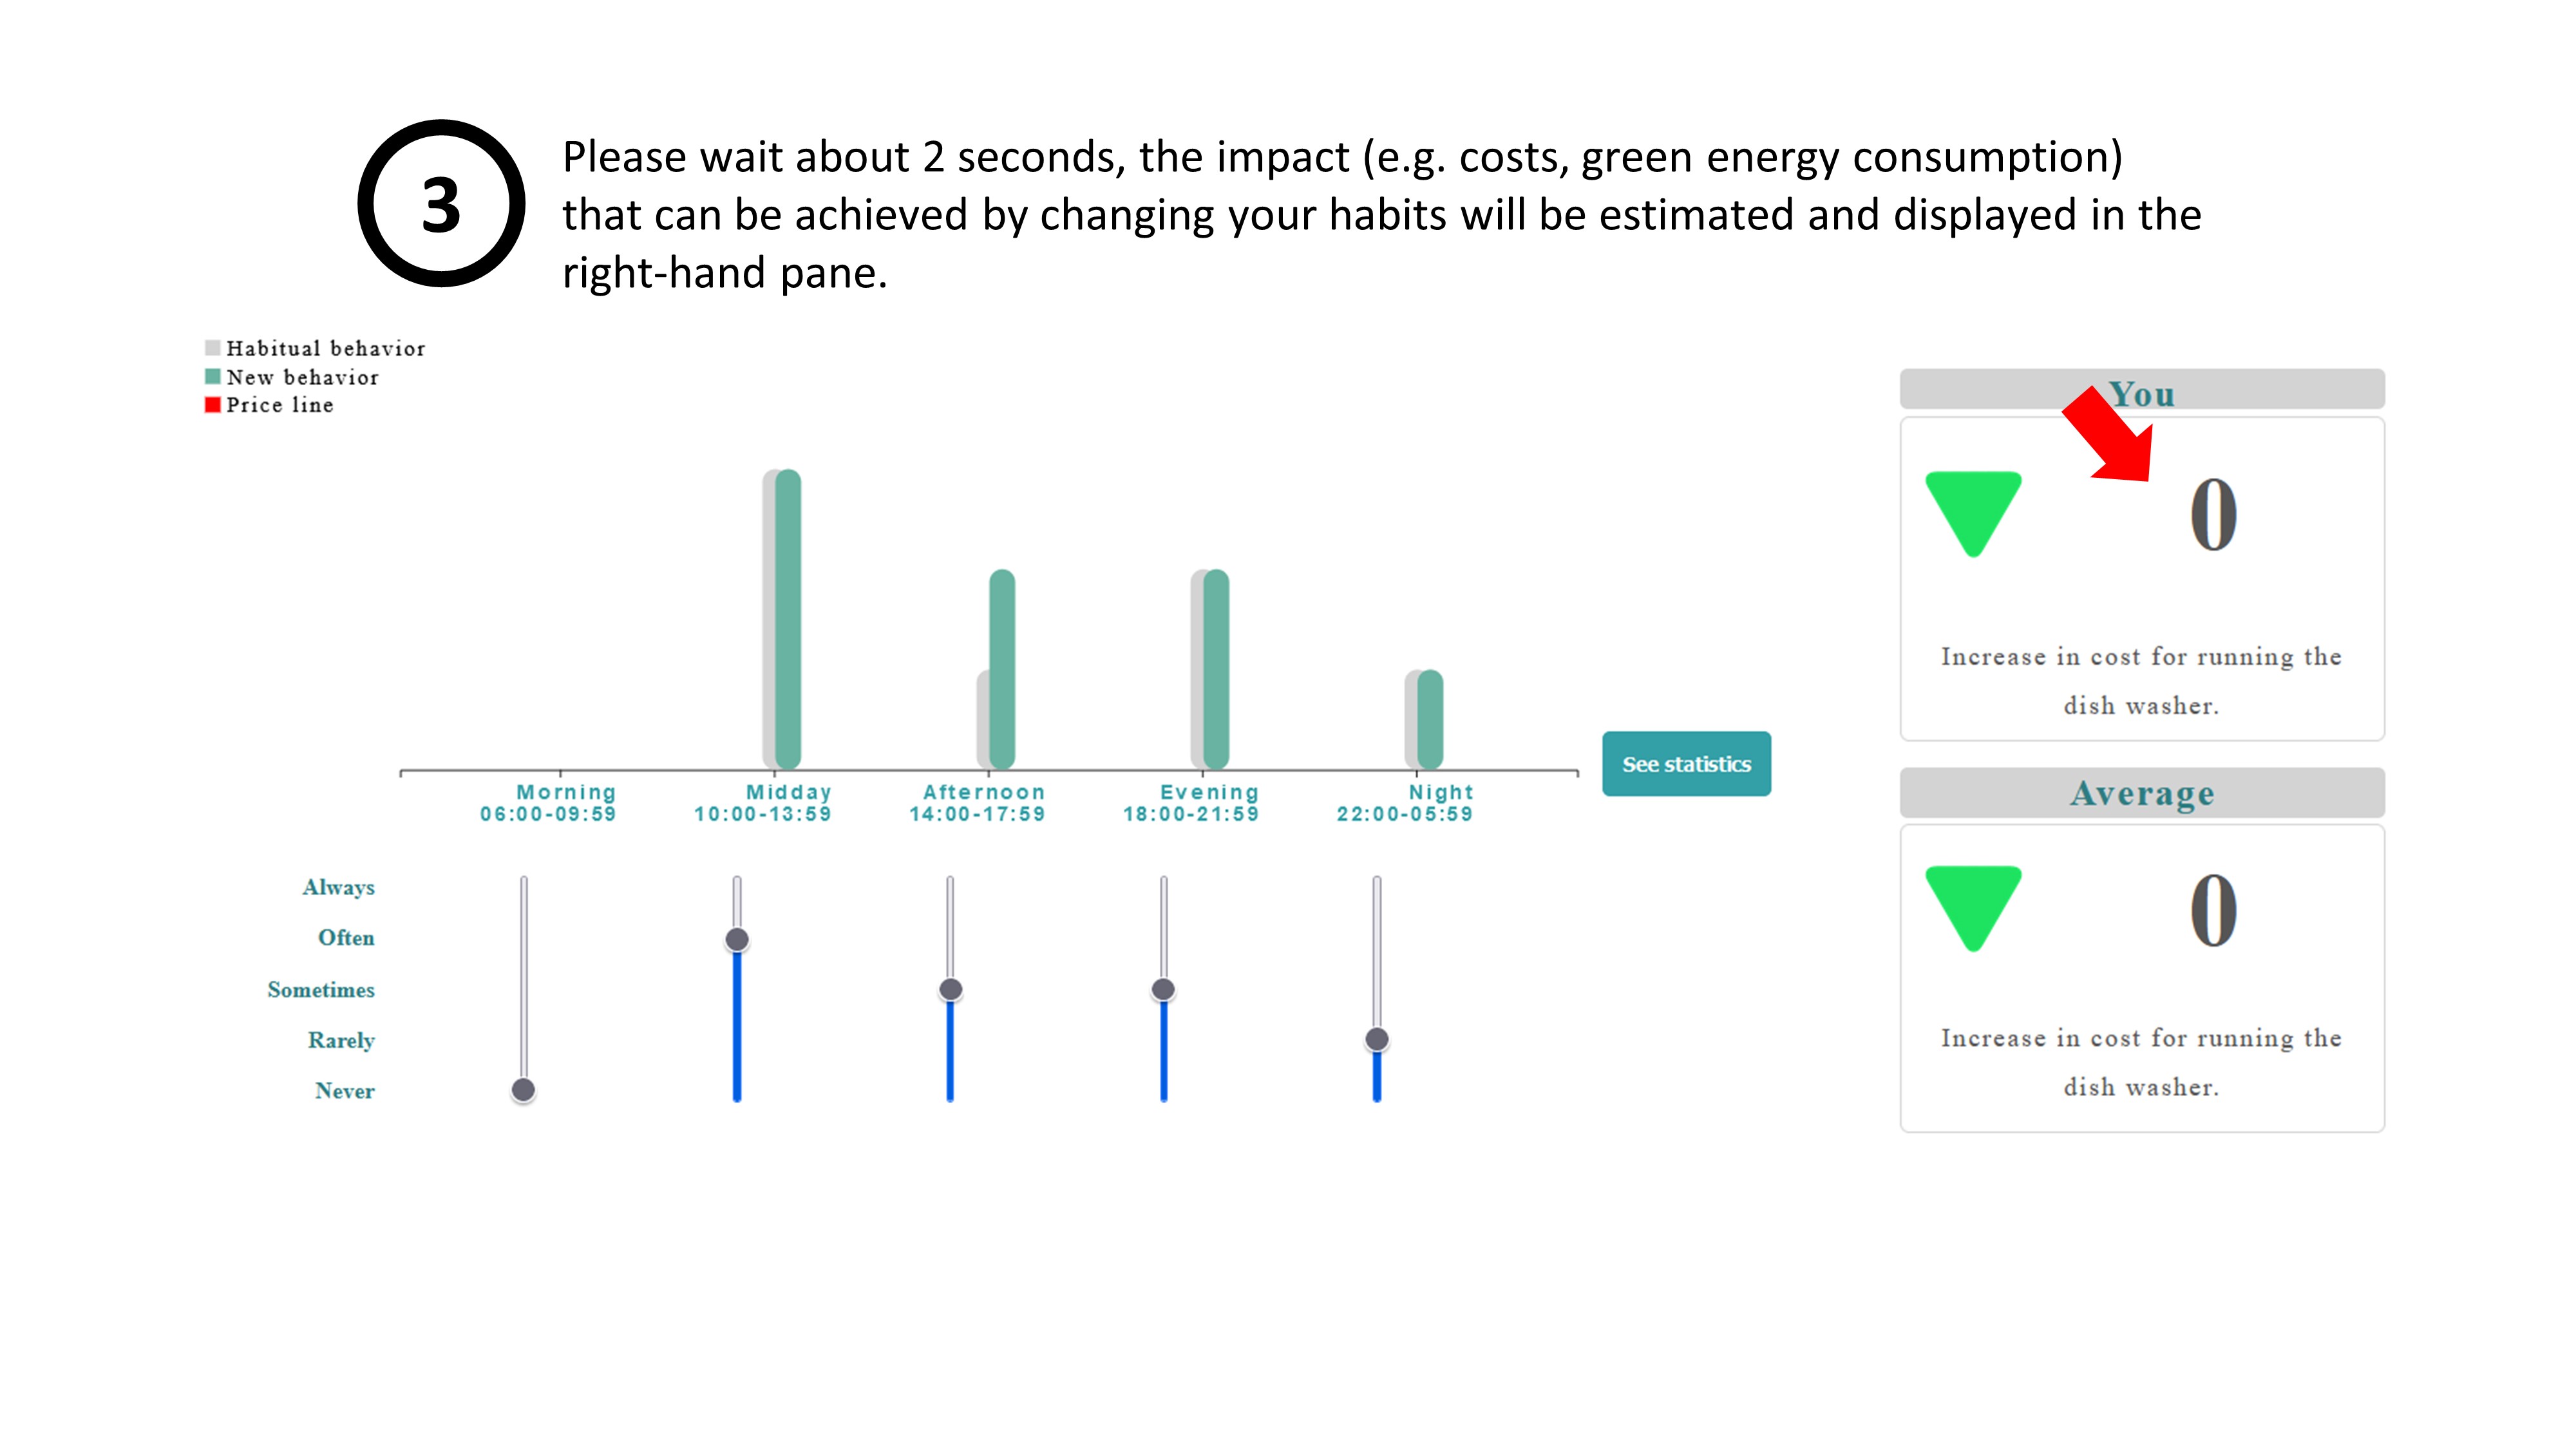 3
Please wait about 2 seconds, the impact (e.g. costs, green energy consumption)
that can be achieved by changing your habits will be estimated and displayed in the
right-hand pane.
Habitual behavior
New behavior
Price line
Morning
06:00-09:59
Midday
10:00-13:59
Afternoon
14:00-17:59
Evening
18:00-21:59
Night
22:00-05:59
See statistics
Always
Often
Sometimes
Rarely
Never
You
0
Increase in cost for running the
dish washer.
Average
0
Increase in cost for running the
dish washer.